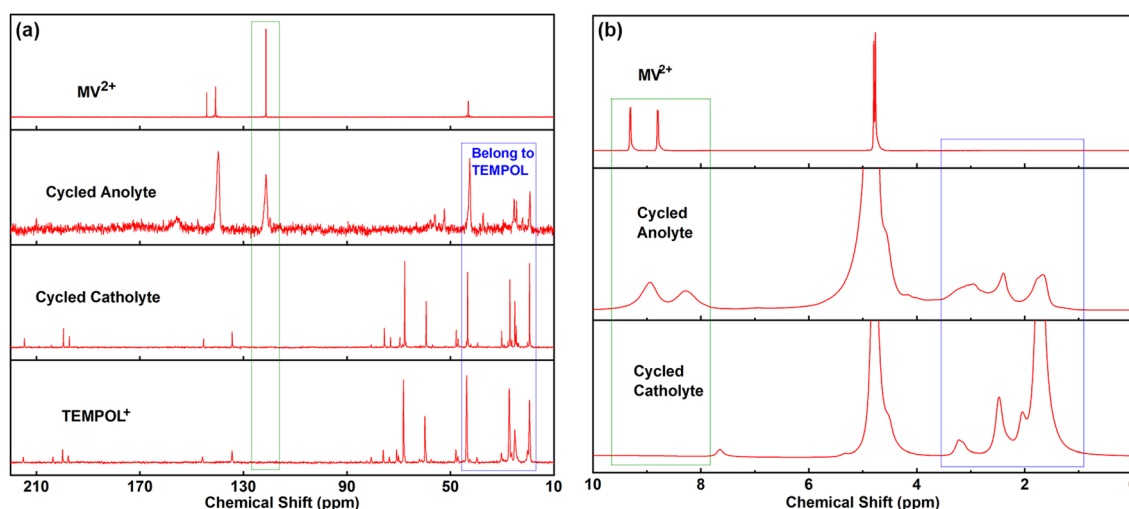 (a)
MV2+
Belong to
TEMPOL
Cycled Anolyte
Cycled Catholyte
TEMPOL+
210 170 130 90 50 10
Chemical Shift (ppm)
(b)
MV2+
Cycled
Anolyte
Cycled
Catholyte
10 8 6 4 2
Chemical Shift (ppm)